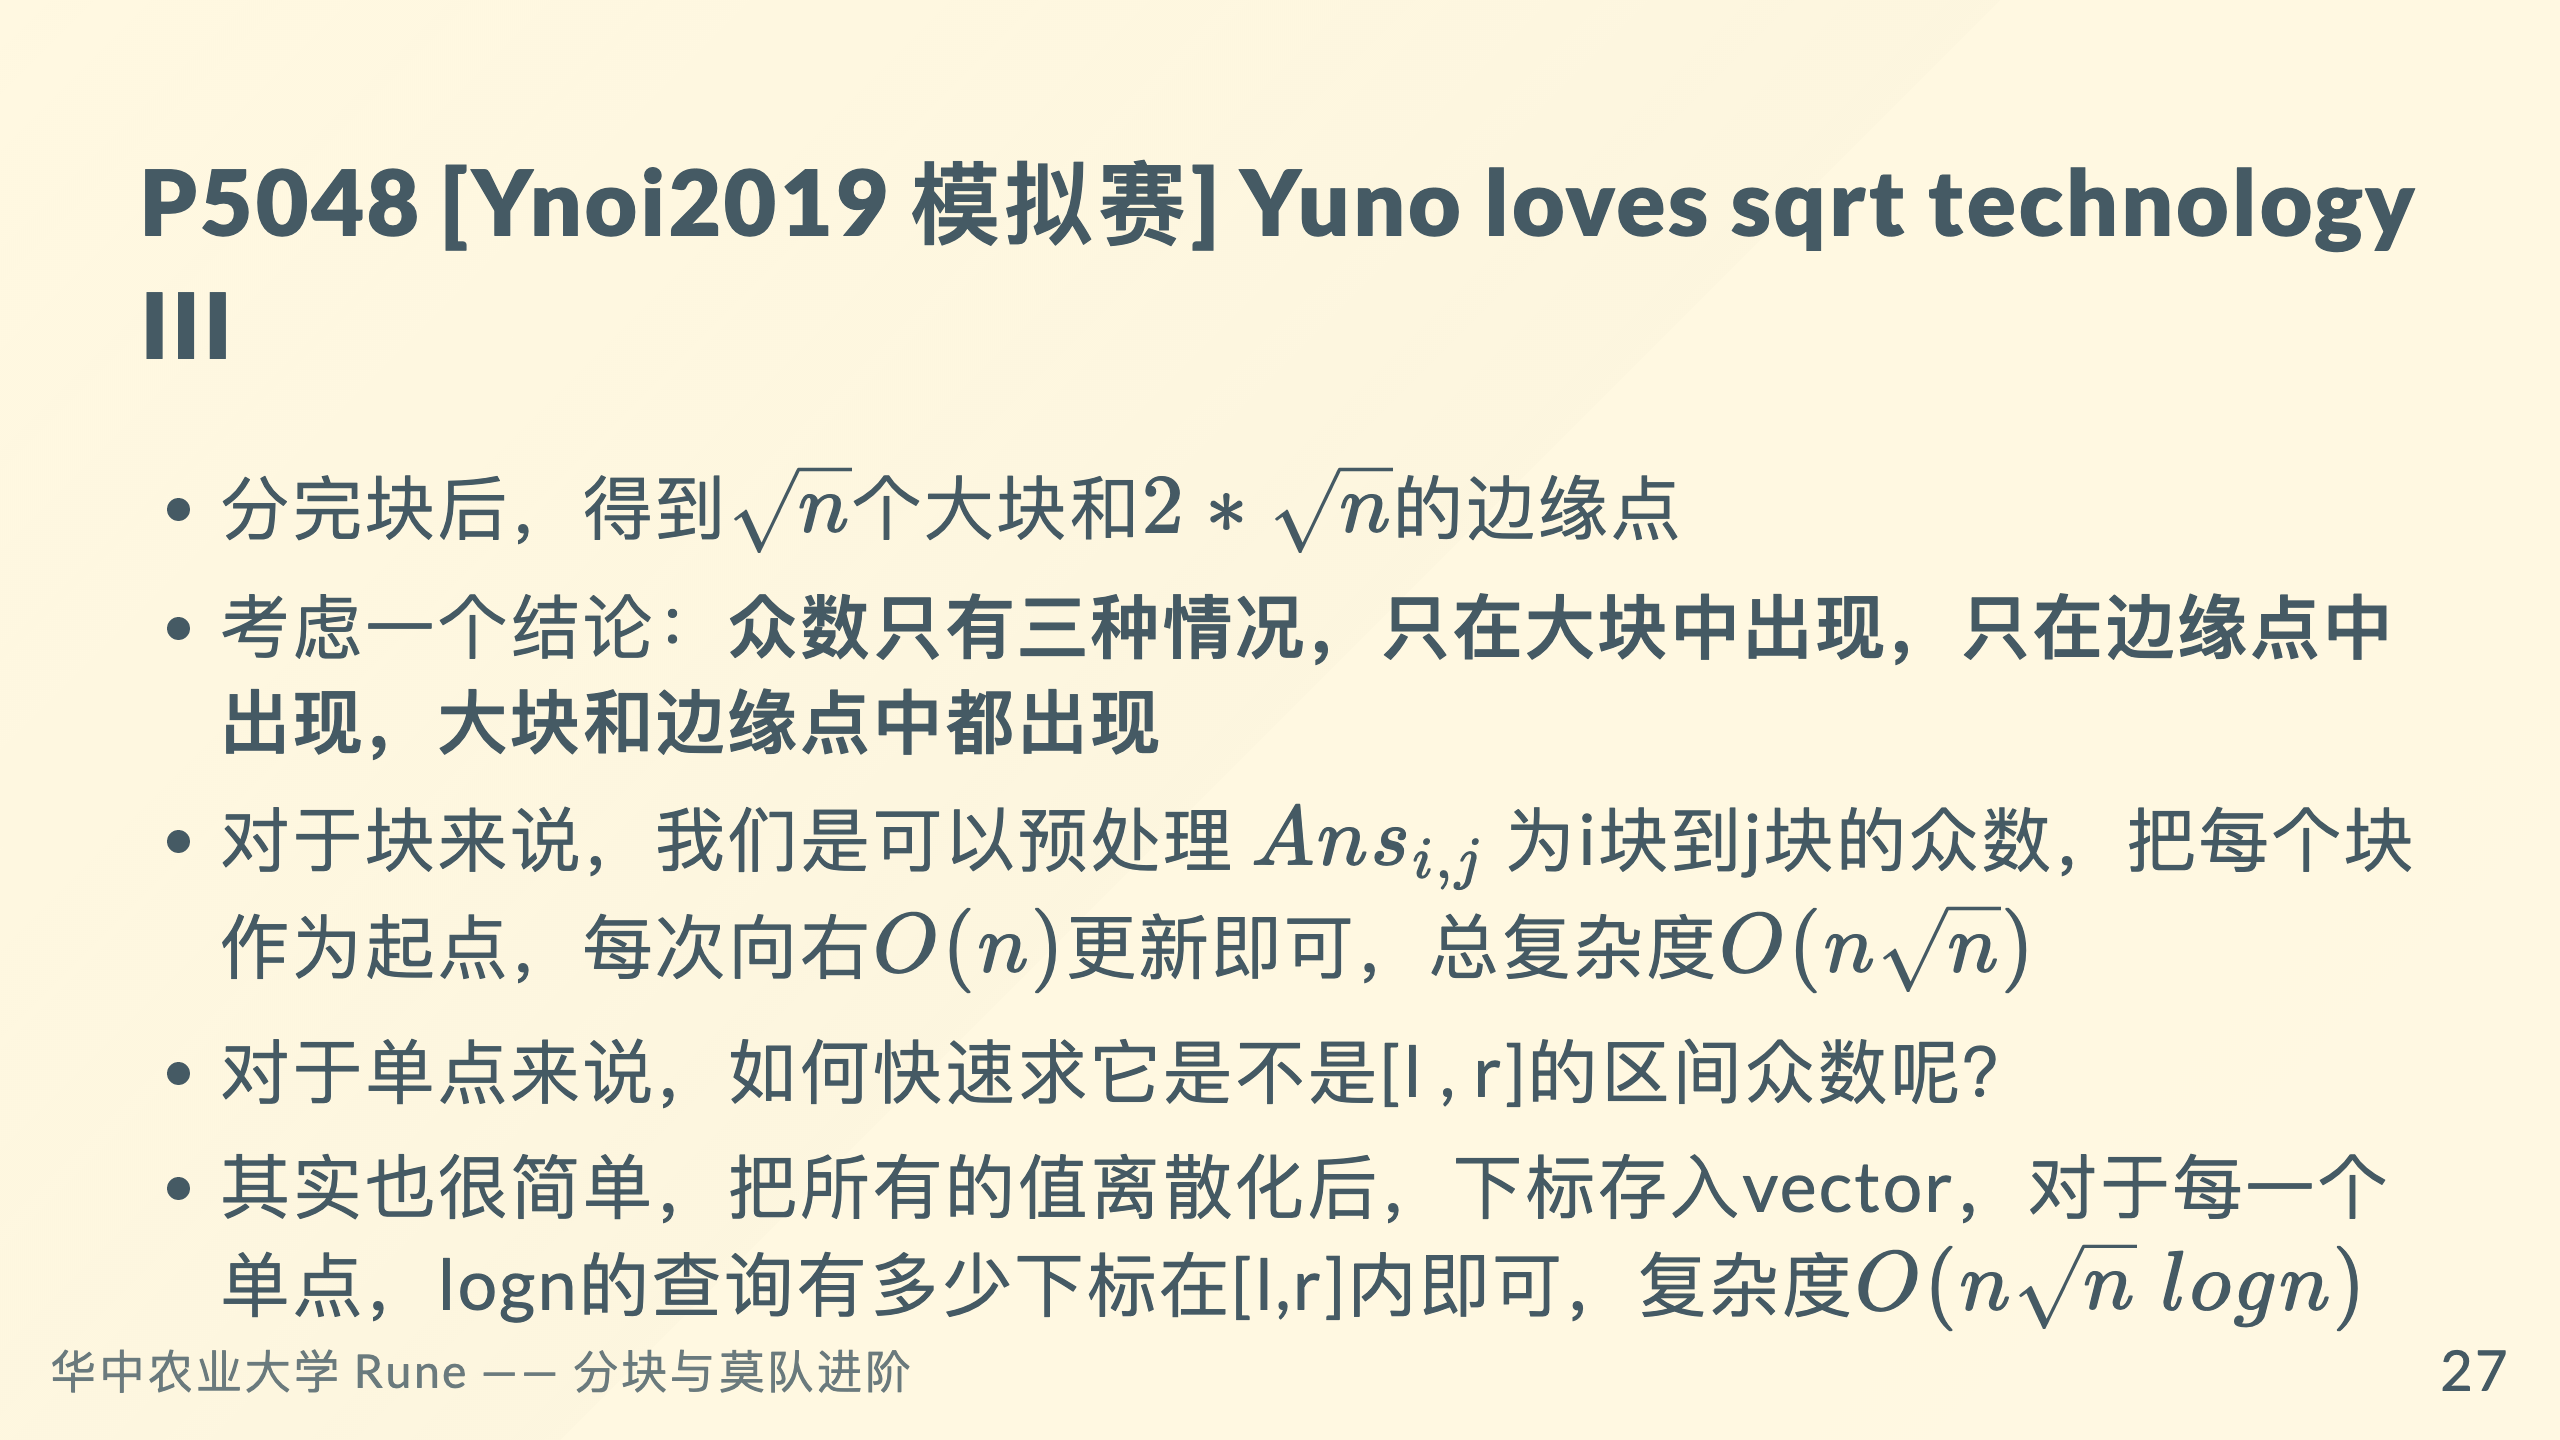 P5048 [Ynoi2019 模拟赛] Yuno loves sqrt technology
III
• 分完块后，得到$\sqrt{n}$个大块和$2 * \sqrt{n}$的边缘点
• 考虑一个结论：众数只有三种情况，只在大块中出现，只在边缘点中
出现，大块和边缘点中都出现
• 对于块来说，我们是可以预处理 $Ans_{i,j}$ 为i块到j块的众数，把每个块
作为起点，每次向右$O(n)$更新即可，总复杂度$O(n\sqrt{n})$
• 对于单点来说，如何快速求它是不是[l , r]的区间众数呢？
• 其实也很简单，把所有的值离散化后，下标存入vector，对于每一个
单点，logn的查询有多少下标在[l,r]内即可，复杂度$O(n\sqrt{n}\ logn)$
华中农业大学 Rune —— 分块与莫队进阶
27